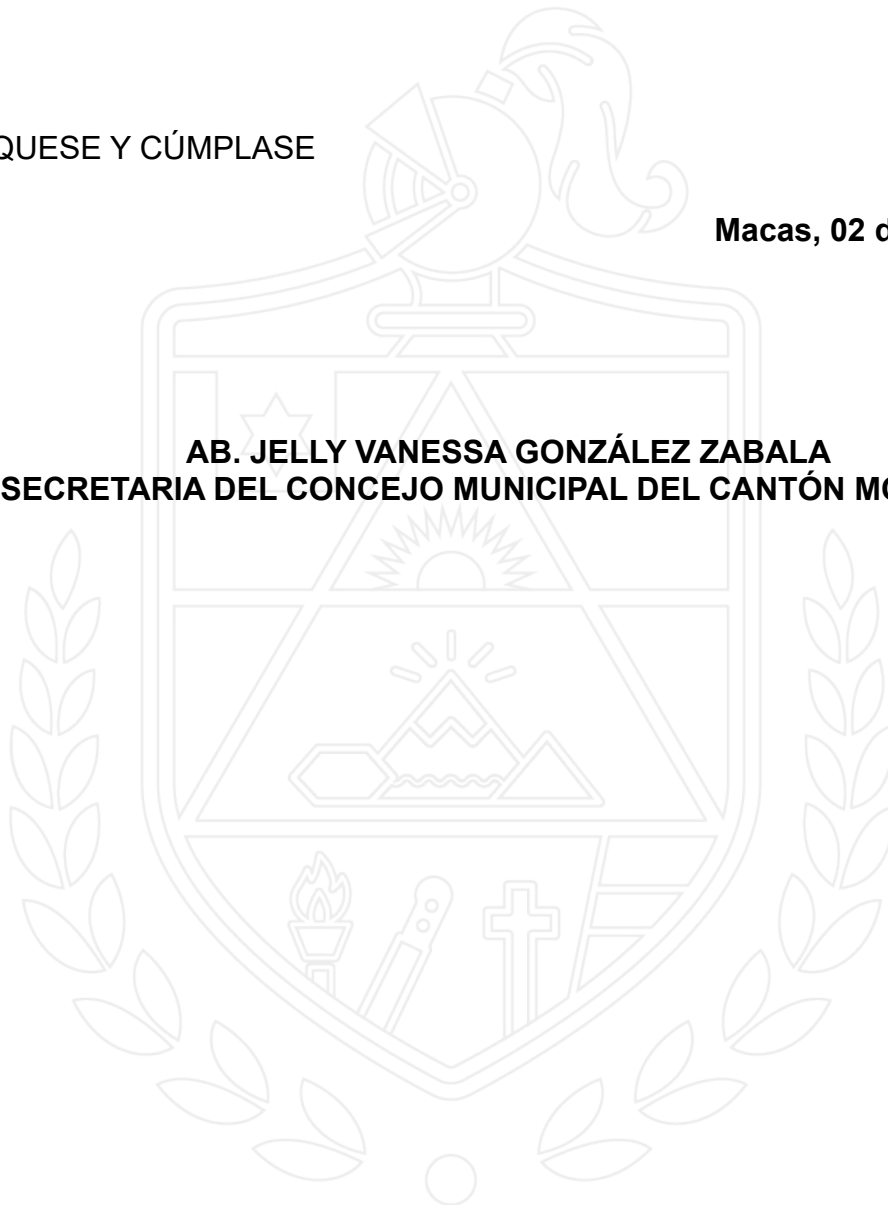 QUESE Y CÚMPLASE
Macas, 02 d
AB. JELLY VANESSA GONZÁLEZ ZABALA
SECRETARIA DEL CONCEJO MUNICIPAL DEL CANTÓN MO